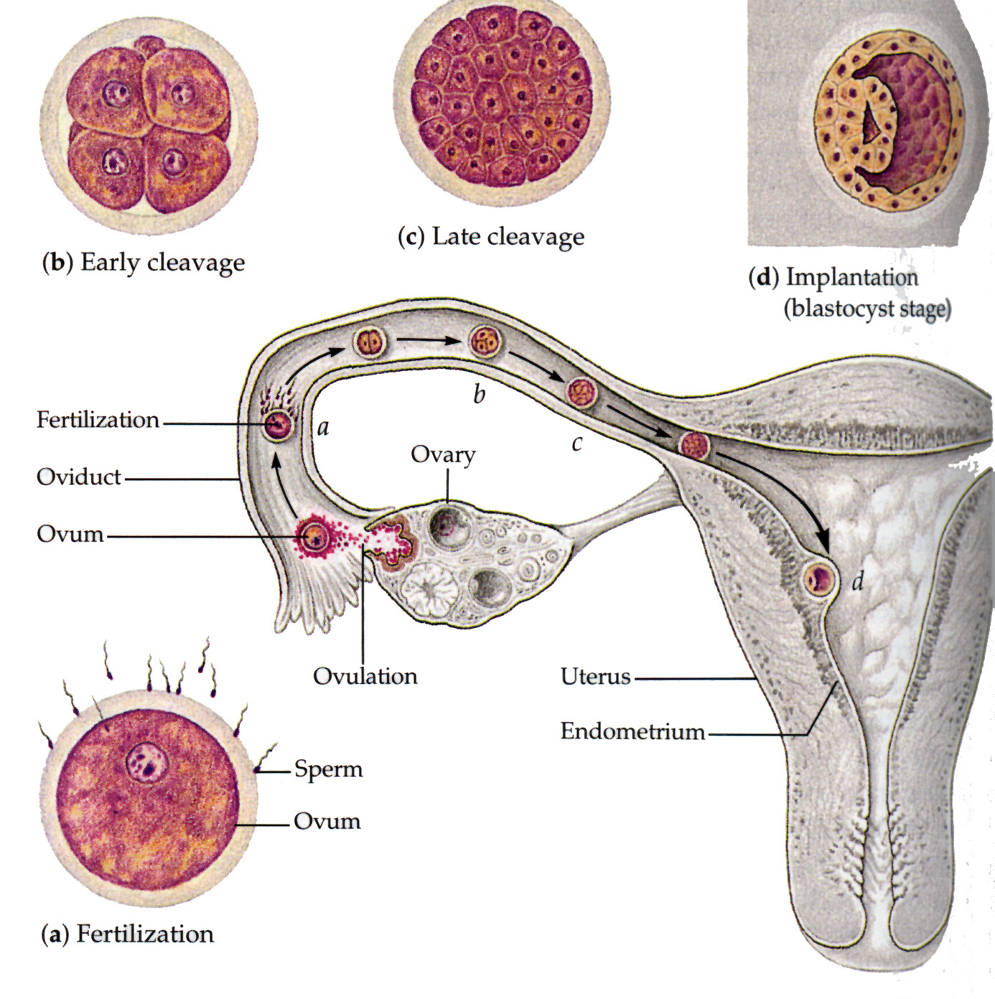 (b) Early cleavage
(c) Late cleavage
(d) Implantation
(blastocyst stage)
Fertilization
a
b
c
Ovary
Oviduct
Ovum
d
Ovulation
Uterus
Endometrium
Sperm
Ovum
(a) Fertilization